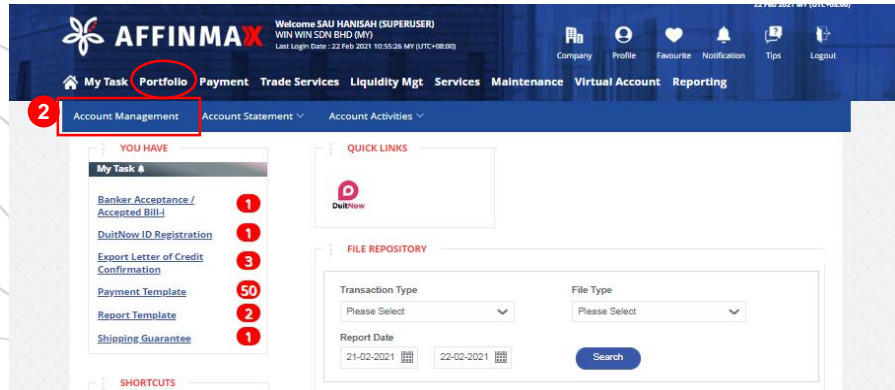 22 Feb 2021 MY (UTC+08:00)
AFFINMAX
Welcome SAU HANISAH (SUPERUSER)
WIN WIN SDN BHD (MY)
Last Login Date : 22 Feb 2021 10:55:26 MY (UTC+08:00)
Company Profile Favourite Notification Tips Logout
My Task Portfolio Payment Trade Services Liquidity Mgt Services Maintenance Virtual Account Reporting
2
Account Management Account Statement Account Activities
YOU HAVE
My Task
Banker Acceptance /
Accepted Bill-i 1
DuitNow ID Registration 1
Export Letter of Credit
Confirmation 3
Payment Template 50
Report Template 2
Shipping Guarantee 1
SHORTCUTS
QUICK LINKS
DuitNow
FILE REPOSITORY
Transaction Type File Type
Please Select Please Select
Report Date
21-02-2021 22-02-2021 Search